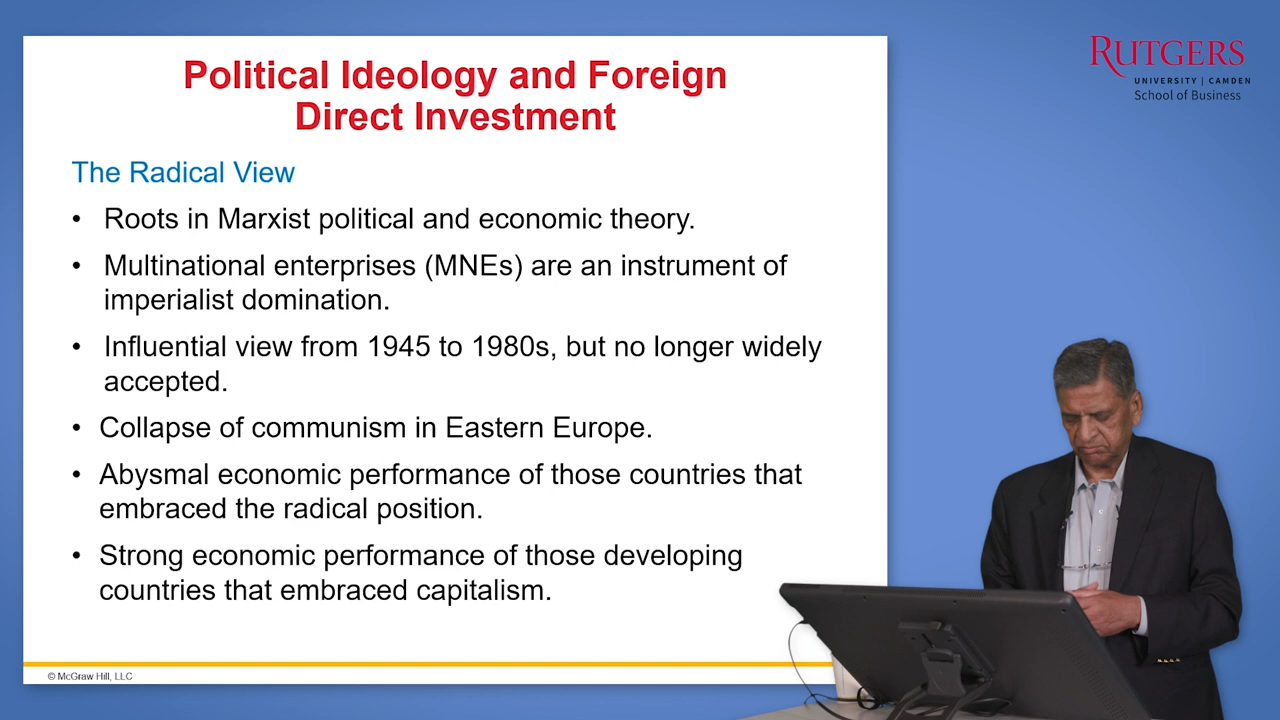 Political Ideology and Foreign
Direct Investment
The Radical View
• Roots in Marxist political and economic theory.
• Multinational enterprises (MNEs) are an instrument of
imperialist domination.
• Influential view from 1945 to 1980s, but no longer widely
accepted.
• Collapse of communism in Eastern Europe.
• Abysmal economic performance of those countries that
embraced the radical position.
• Strong economic performance of those developing
countries that embraced capitalism.
© McGraw Hill, LLC
RUTGERS
UNIVERSITY | CAMDEN
School of Business